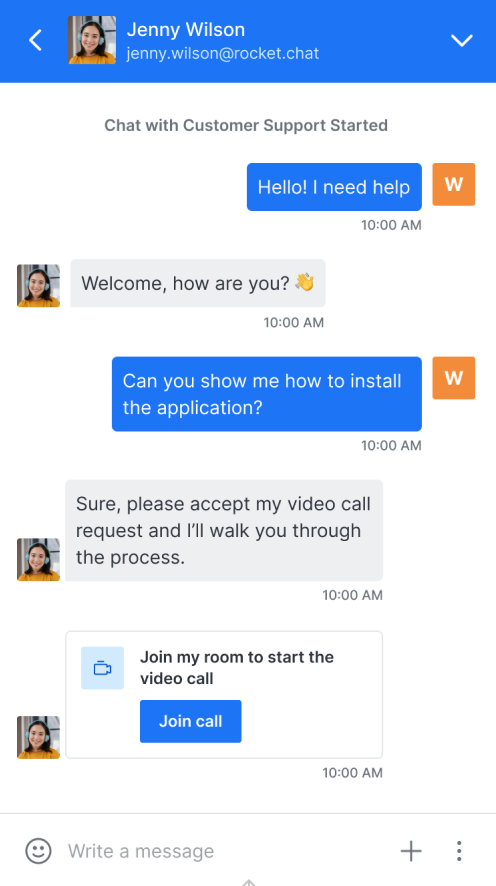 Jenny Wilson
jenny.wilson@rocket.chat
Chat with Customer Support Started
Hello! I need help
W
10:00 AM
Welcome, how are you? 👋
10:00 AM
Can you show me how to install
the application?
W
10:00 AM
Sure, please accept my video call
request and I’ll walk you through
the process.
10:00 AM
Join my room to start the
video call
Join call
10:00 AM
Write a message